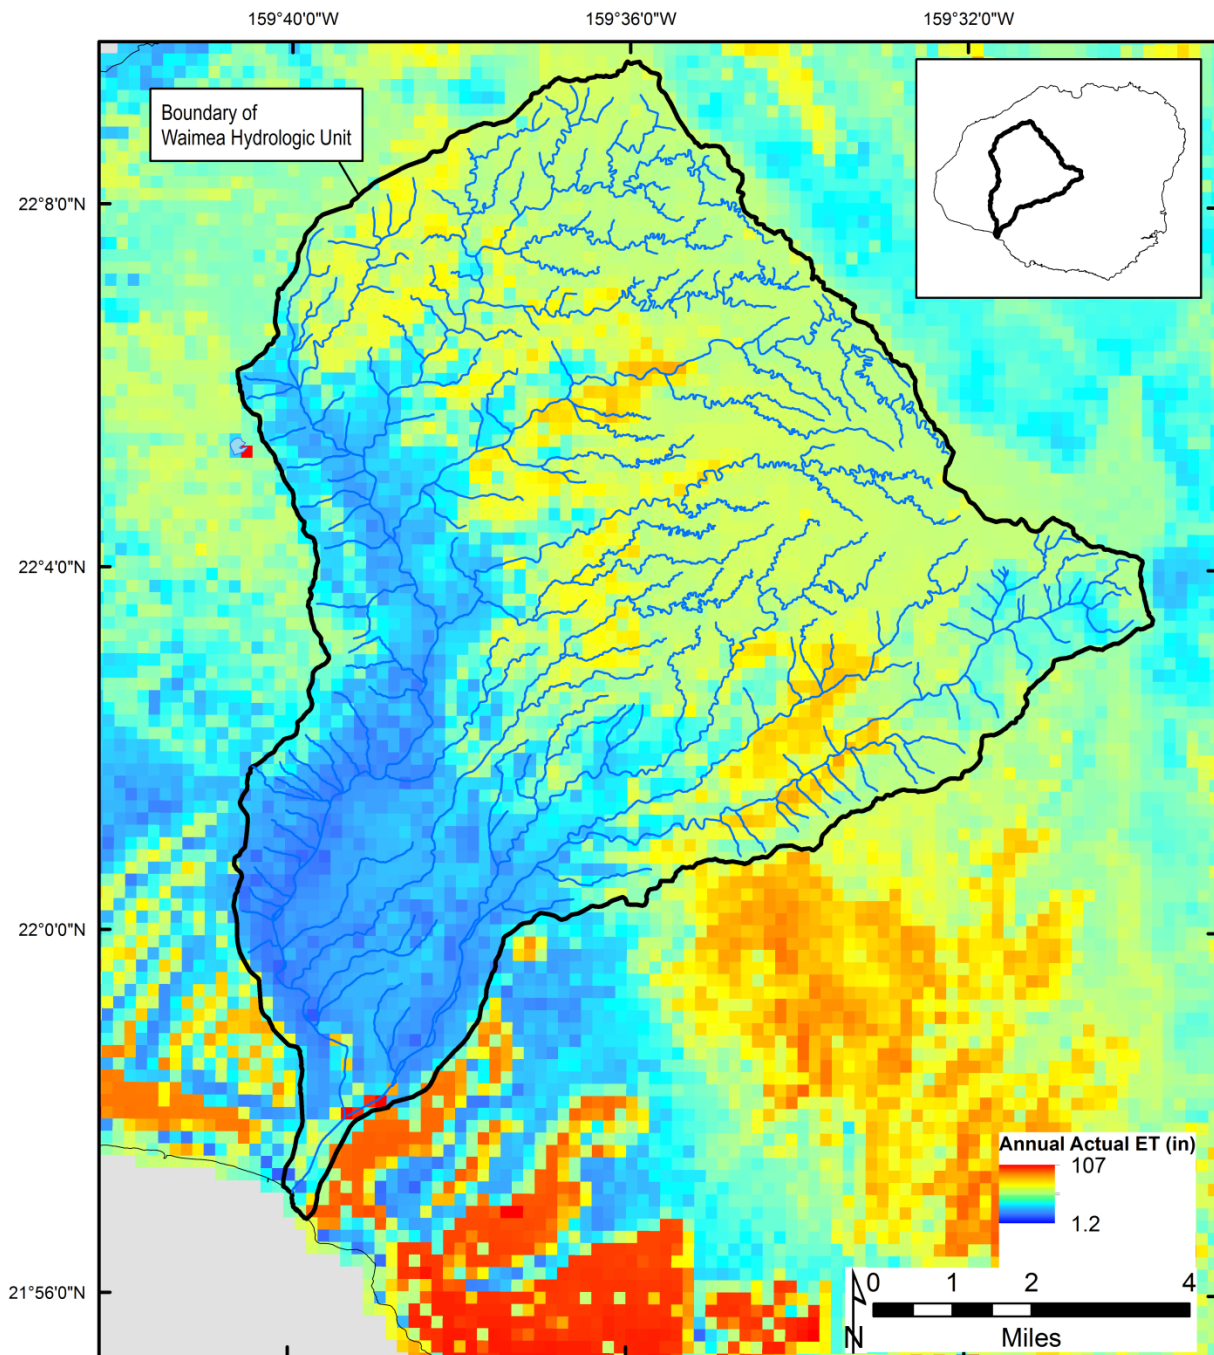 159°40'0"W
159°36'0"W
159°32'0"W
Boundary of
Waimea Hydrologic Unit
22°8'0"N
22°4'0"N
22°0'0"N
21°56'0"N
Annual Actual ET (in)
107
1.2
0 1 2 4
Miles
N